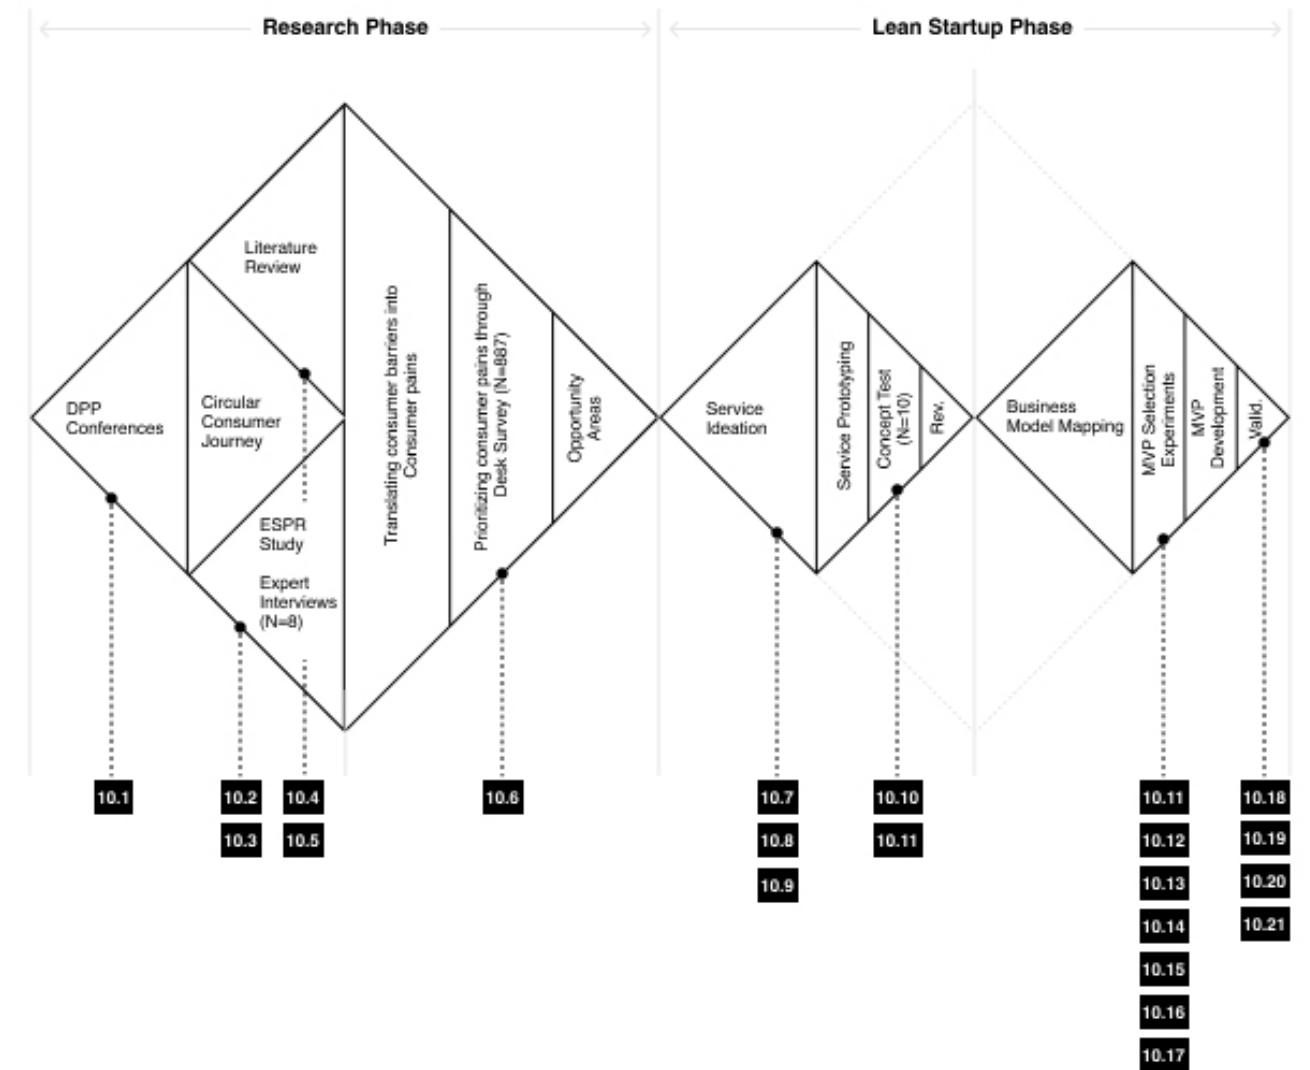 Research Phase
Lean Startup Phase
Literature
Review
DPP
Conferences
Circular
Consumer
Journey
ESPR
Study
Expert
Interviews
(N=8)
Translating consumer barriers into
Consumer pains
Prioritizing consumer pains through
Desk Survey (N=887)
Opportunity
Areas
Service
Ideation
Service Prototyping
Concept Test
(N=10)
Rev.
Business
Model Mapping
MVP Selection
Experiments
MVP
Development
Valid.
10.1
10.2
10.3
10.4
10.5
10.6
10.7
10.8
10.9
10.10
10.11
10.11
10.12
10.13
10.14
10.15
10.16
10.17
10.18
10.19
10.20
10.21